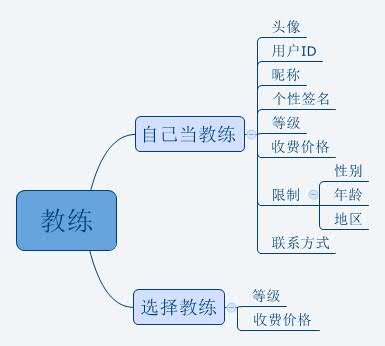 教练
自己当教练
头像
用户ID
昵称
个性签名
等级
收费价格
限制
性别
年龄
地区
联系方式
选择教练
等级
收费价格